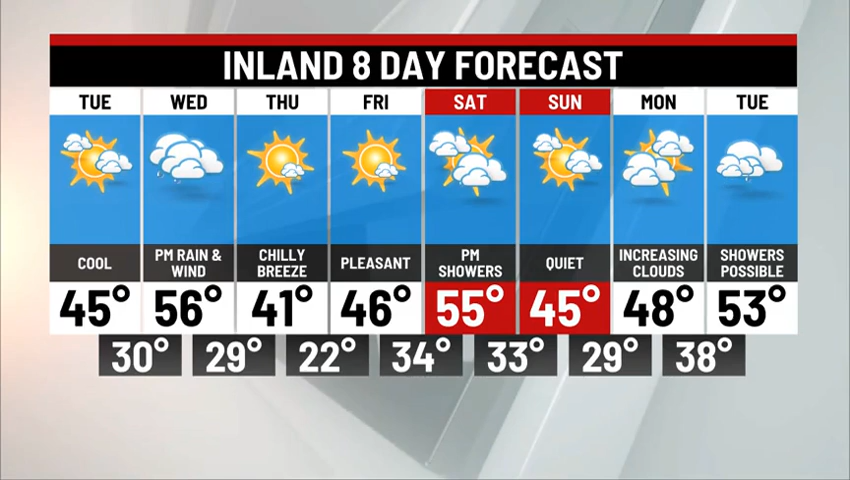 INLAND 8 DAY FORECAST
TUE WED THU FRI SAT SUN MON TUE
COOL
PM RAIN &
WIND
CHILLY
BREEZE
PLEASANT
PM
SHOWERS
QUIET
INCREASING
CLOUDS
SHOWERS
POSSIBLE
45° 56° 41° 46° 55° 45° 48° 53°
30° 29° 22° 34° 33° 29° 38°